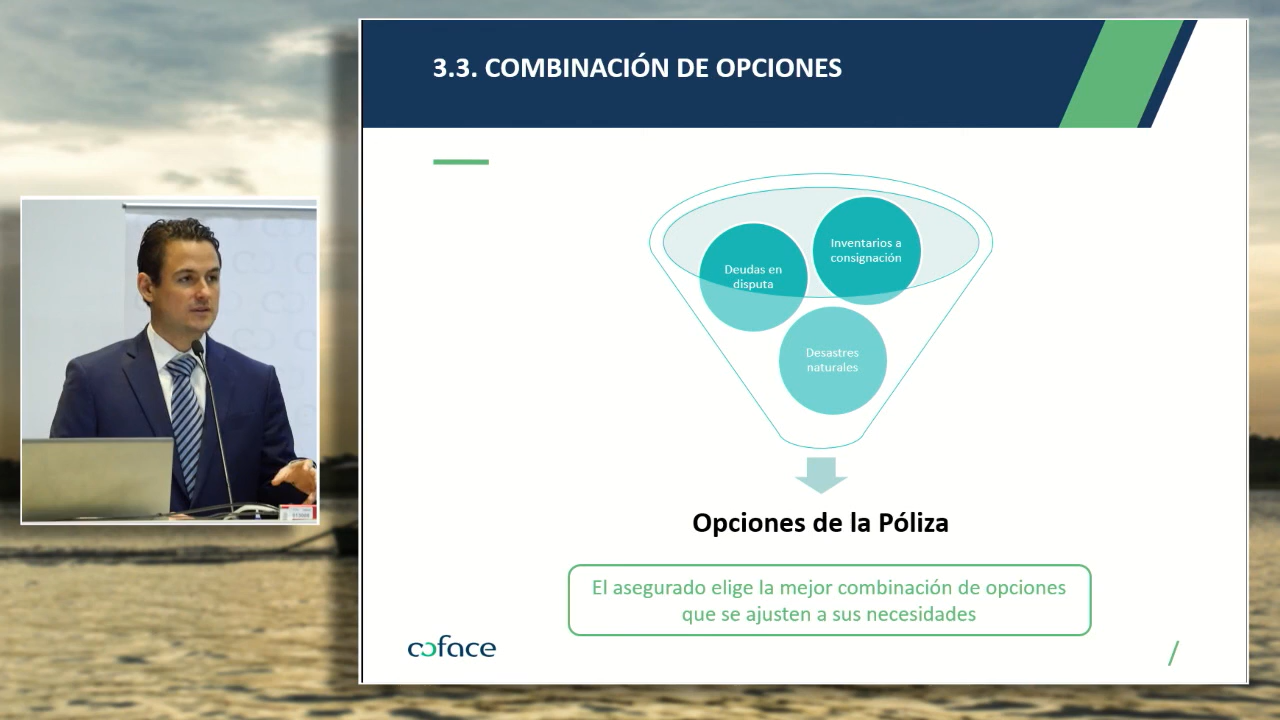 3.3. COMBINACIÓN DE OPCIONES
Inventarios a
consignación
Deudas en
disputa
Desastres
naturales
Opciones de la Póliza
El asegurado elige la mejor combinación de opciones
que se ajusten a sus necesidades
coface
/